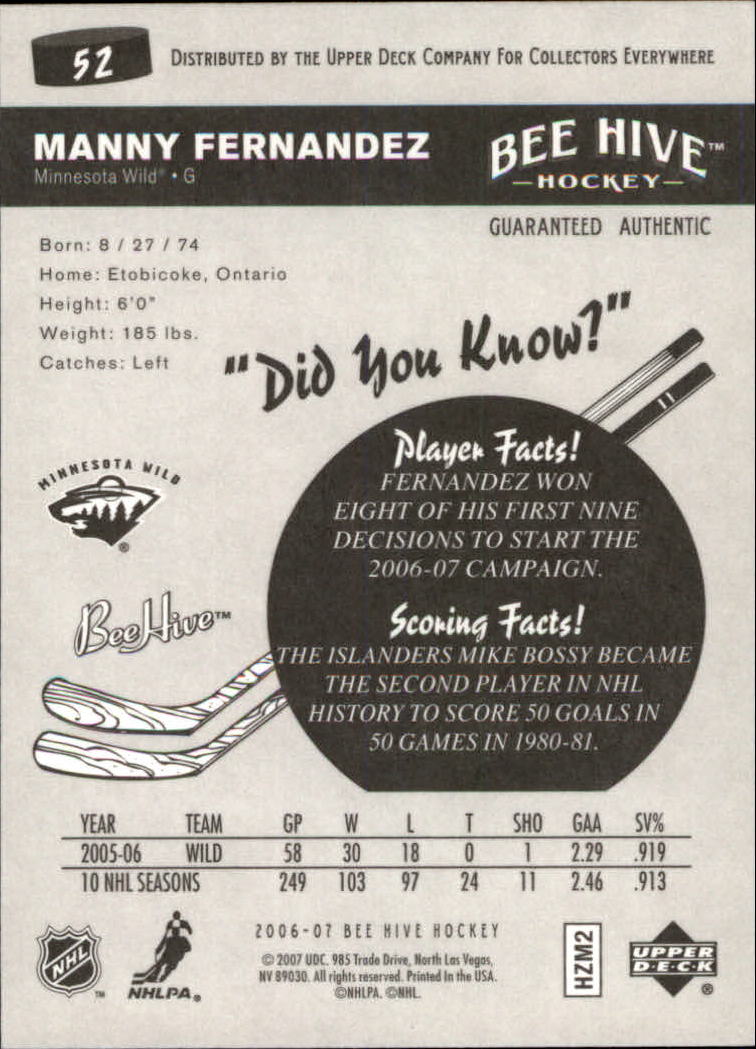 52
DISTRIBUTED BY THE UPPER DECK COMPANY FOR COLLECTORS EVERYWHERE
MANNY FERNANDEZ
Minnesota Wild® • G
BEE HIVE™
—HOCKEY—
GUARANTEED AUTHENTIC
Born: 8 / 27 / 74
Home: Etobicoke, Ontario
Height: 6'0"
Weight: 185 lbs.
Catches: Left
"Did You Know?"
11
Player Facts!
FERNANDEZ WON
EIGHT OF HIS FIRST NINE
DECISIONS TO START THE
2006-07 CAMPAIGN.
MINNESOTA WILD
®
BeeHive™
Scoring Facts!
THE ISLANDERS MIKE BOSSY BECAME
THE SECOND PLAYER IN NHL
HISTORY TO SCORE 50 GOALS IN
50 GAMES IN 1980-81.
YEAR TEAM GP W L T SHO GAA SV%
2005-06 WILD 58 30 18 0 1 2.29 .919
10 NHL SEASONS 249 103 97 24 11 2.46 .913
NHL ™
NHLPA®
2006-07 BEE HIVE HOCKEY
© 2007 UDC. 985 Trade Drive, North Las Vegas,
NV 89030. All rights reserved. Printed in the USA.
©NHLPA. ©NHL.
HZM2
UPPER
D·E·C·K
®